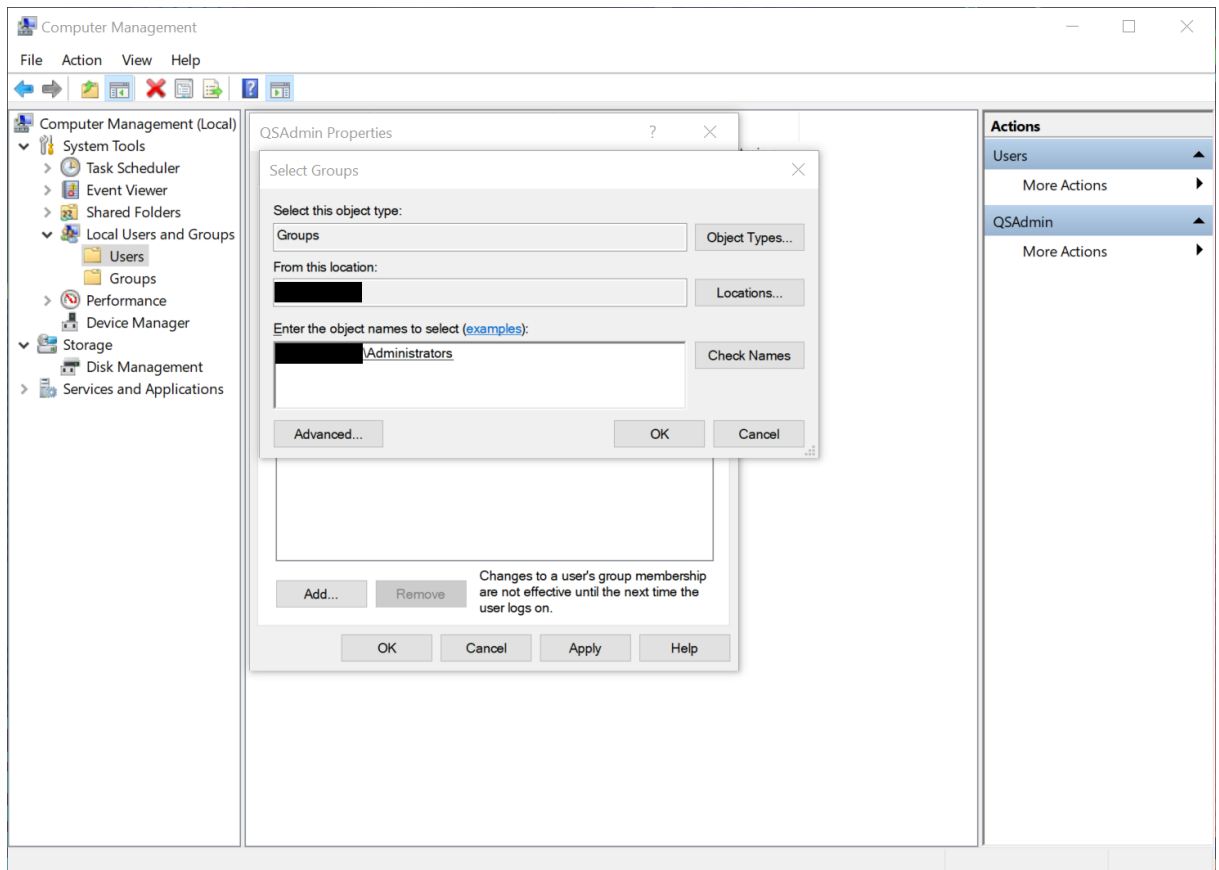 Computer Management
File Action View Help
Computer Management (Local)
System Tools
Task Scheduler
Event Viewer
Shared Folders
Local Users and Groups
Users
Groups
Performance
Device Manager
Storage
Disk Management
Services and Applications
QSAdmin Properties
?
Select Groups
Select this object type:
Groups
Object Types...
From this location:
Locations...
Enter the object names to select (examples):
\Administrators
Check Names
Advanced...
OK
Cancel
Add...
Remove
Changes to a user's group membership
are not effective until the next time the
user logs on.
OK
Cancel
Apply
Help
Actions
Users
More Actions
QSAdmin
More Actions